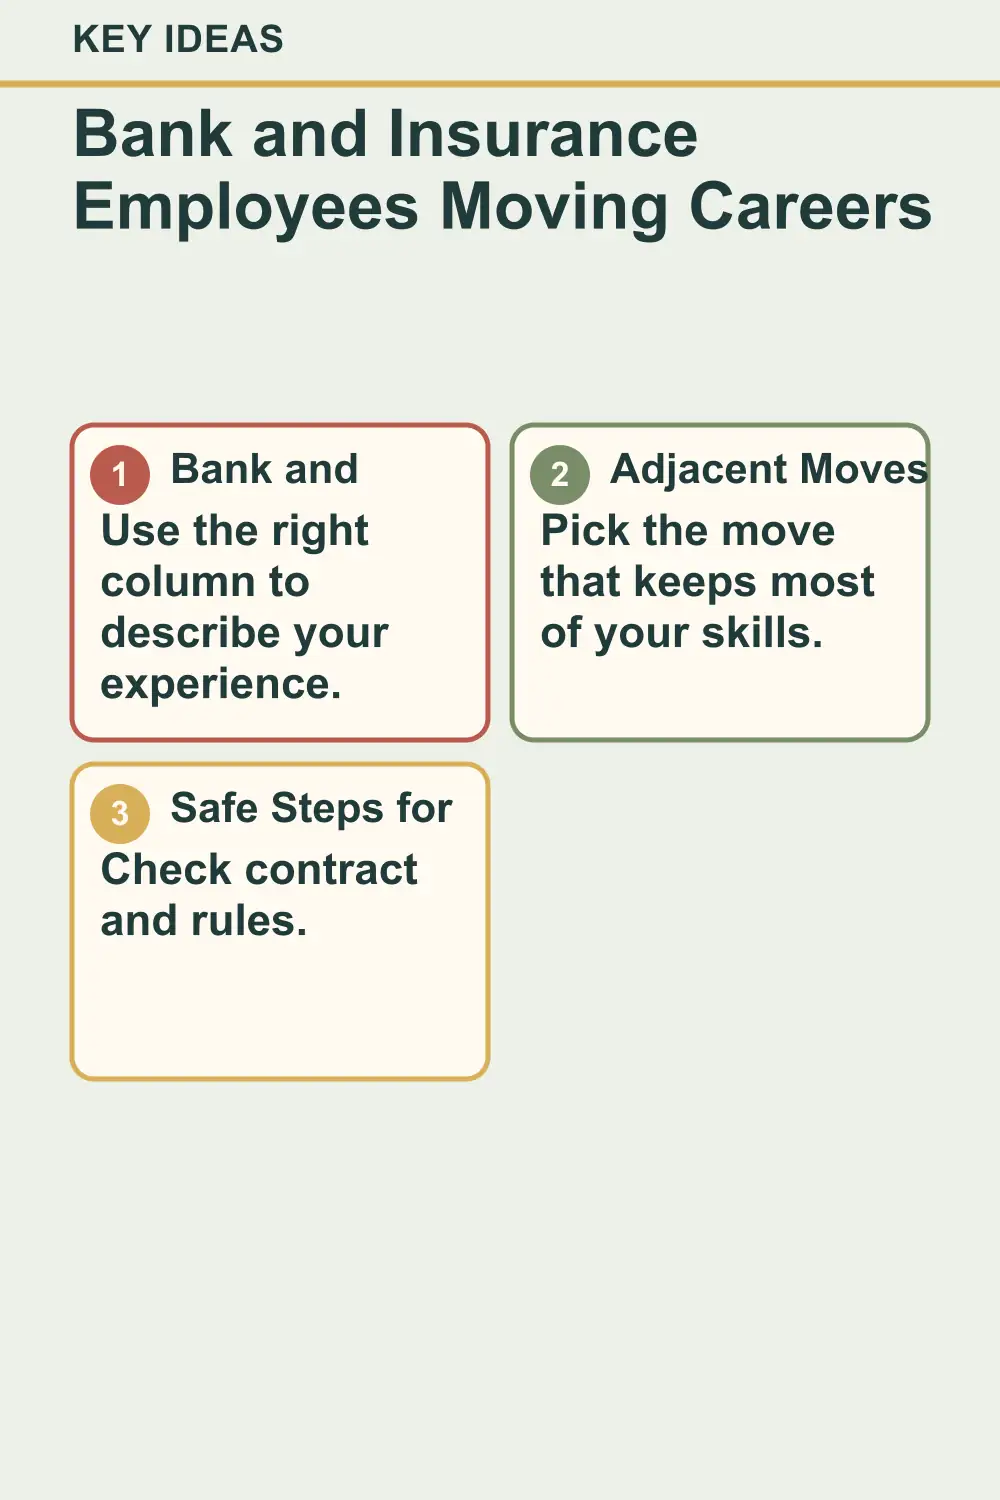 KEY IDEAS
Bank and Insurance
Employees Moving Careers
1 Bank and
Use the right
column to
describe your
experience.
2 Adjacent Moves
Pick the move
that keeps most
of your skills.
3 Safe Steps for
Check contract
and rules.